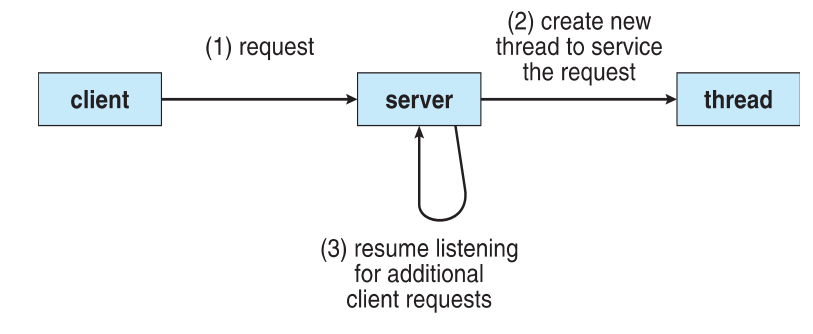 (1) request
(2) create new
thread to service
the request
client
server
thread
(3) resume listening
for additional
client requests